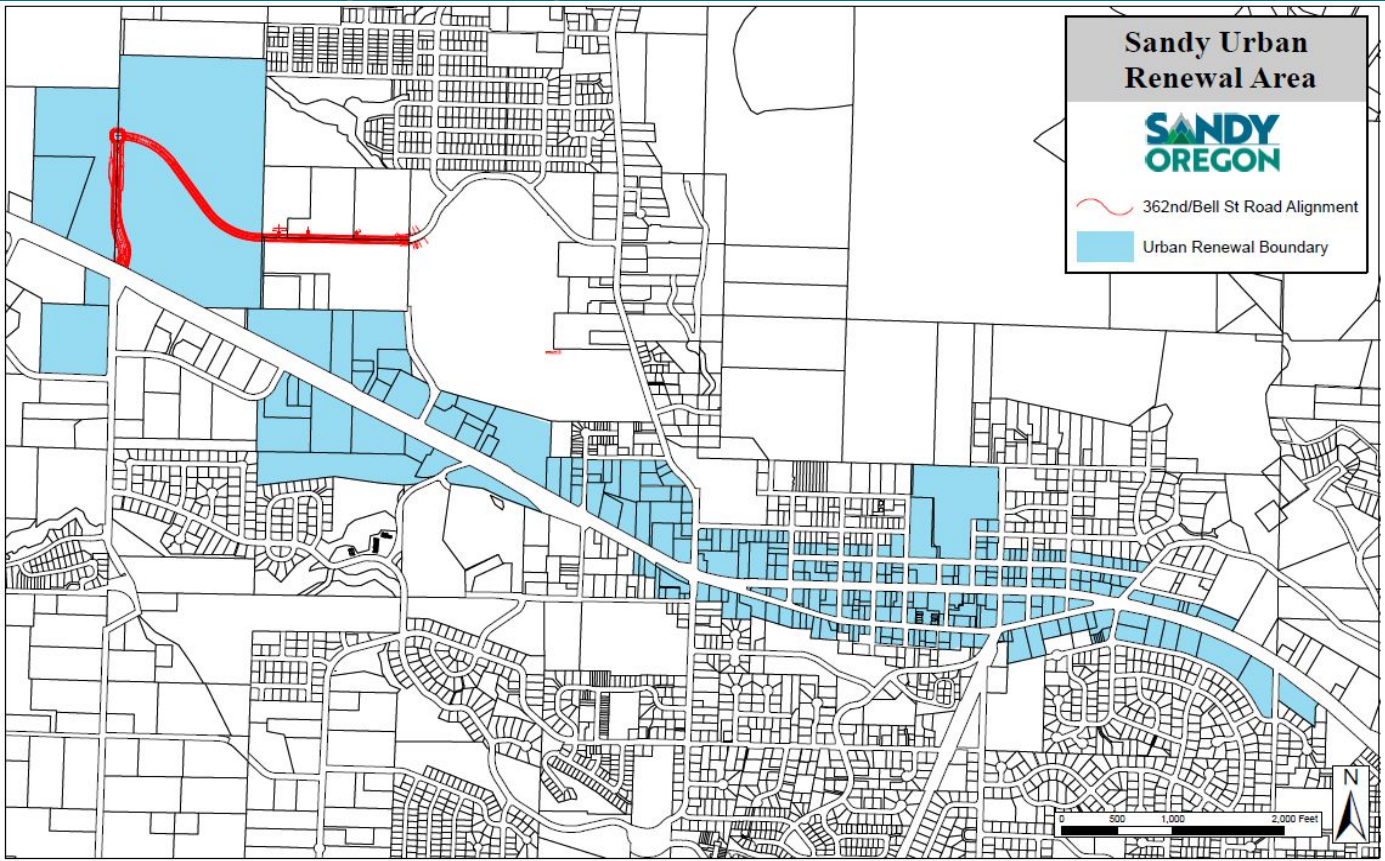 Sandy Urban
Renewal Area
SANDY
OREGON
362nd/Bell St Road Alignment
Urban Renewal Boundary
N
0 500 1,000 2,000 Feet